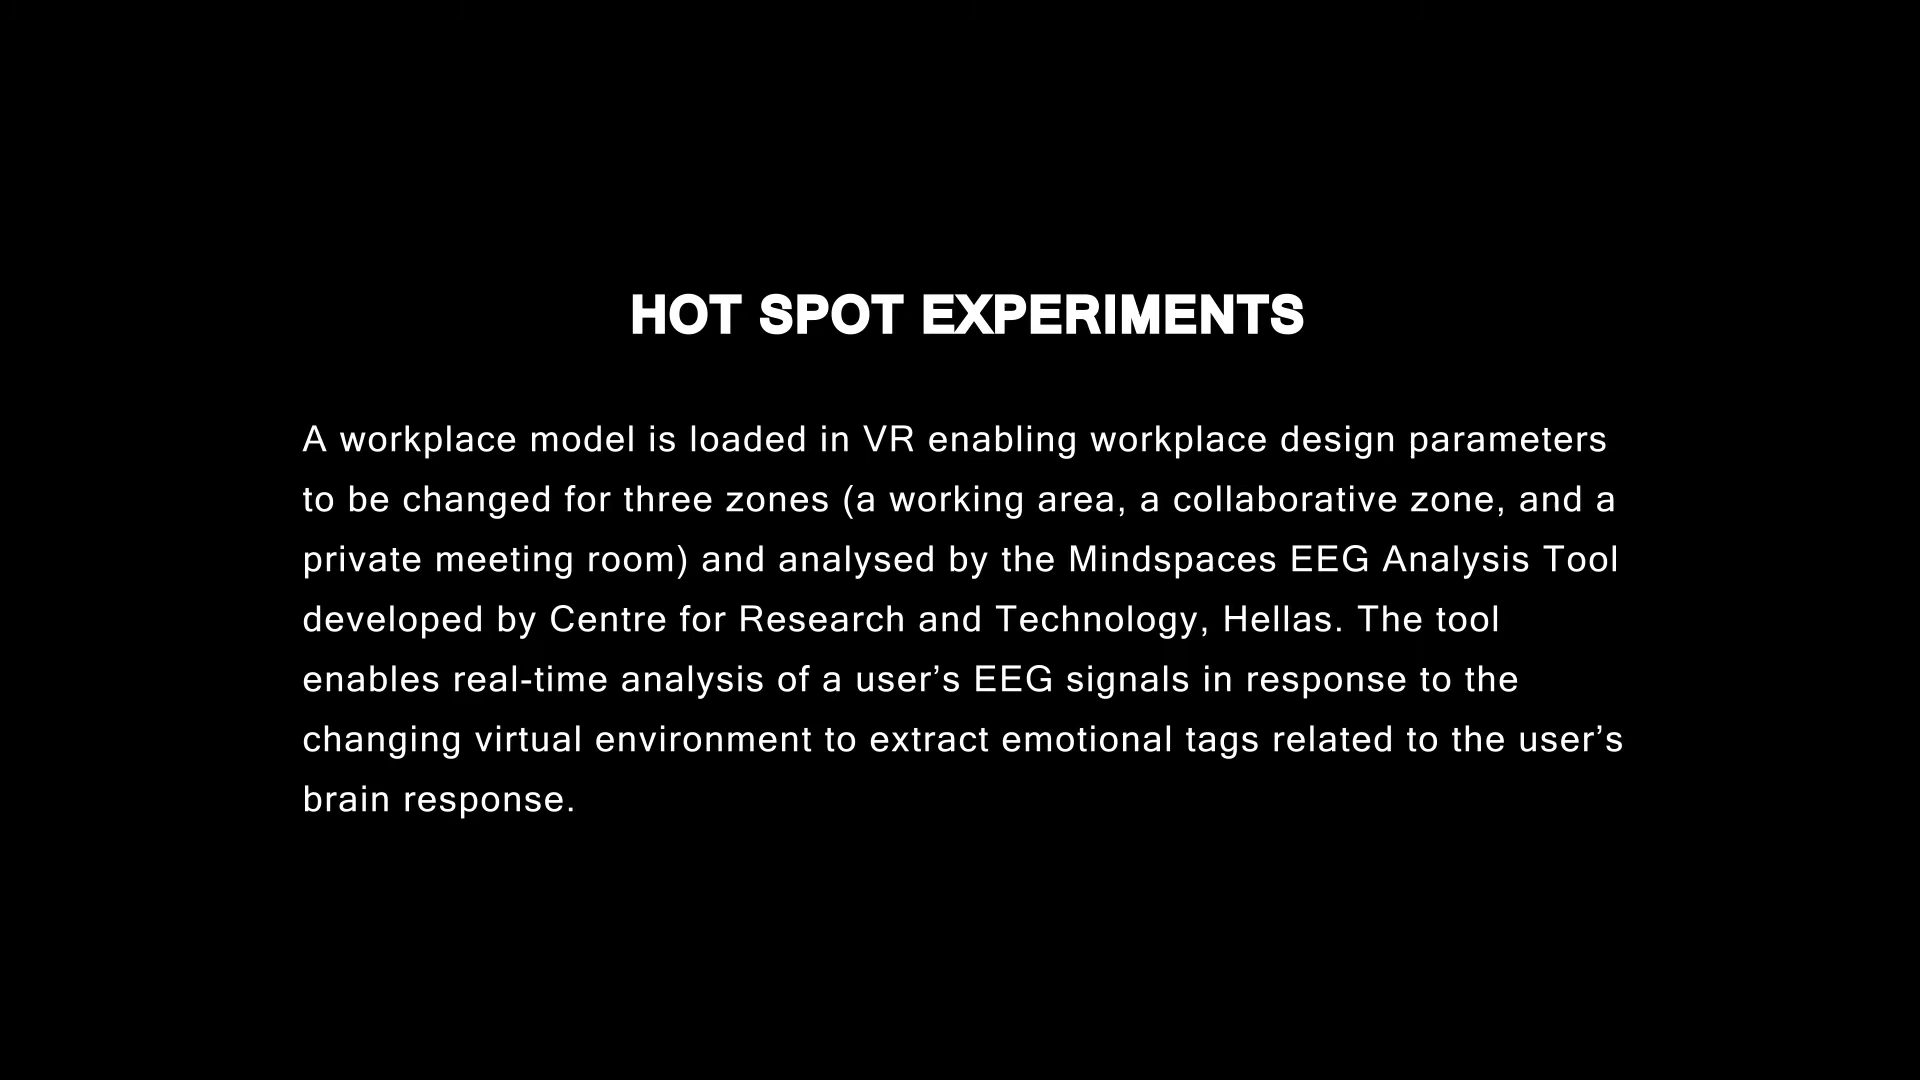 HOT SPOT EXPERIMENTS
A workplace model is loaded in VR enabling workplace design parameters
to be changed for three zones (a working area, a collaborative zone, and a
private meeting room) and analysed by the Mindspaces EEG Analysis Tool
developed by Centre for Research and Technology, Hellas. The tool
enables real-time analysis of a user’s EEG signals in response to the
changing virtual environment to extract emotional tags related to the user’s
brain response.